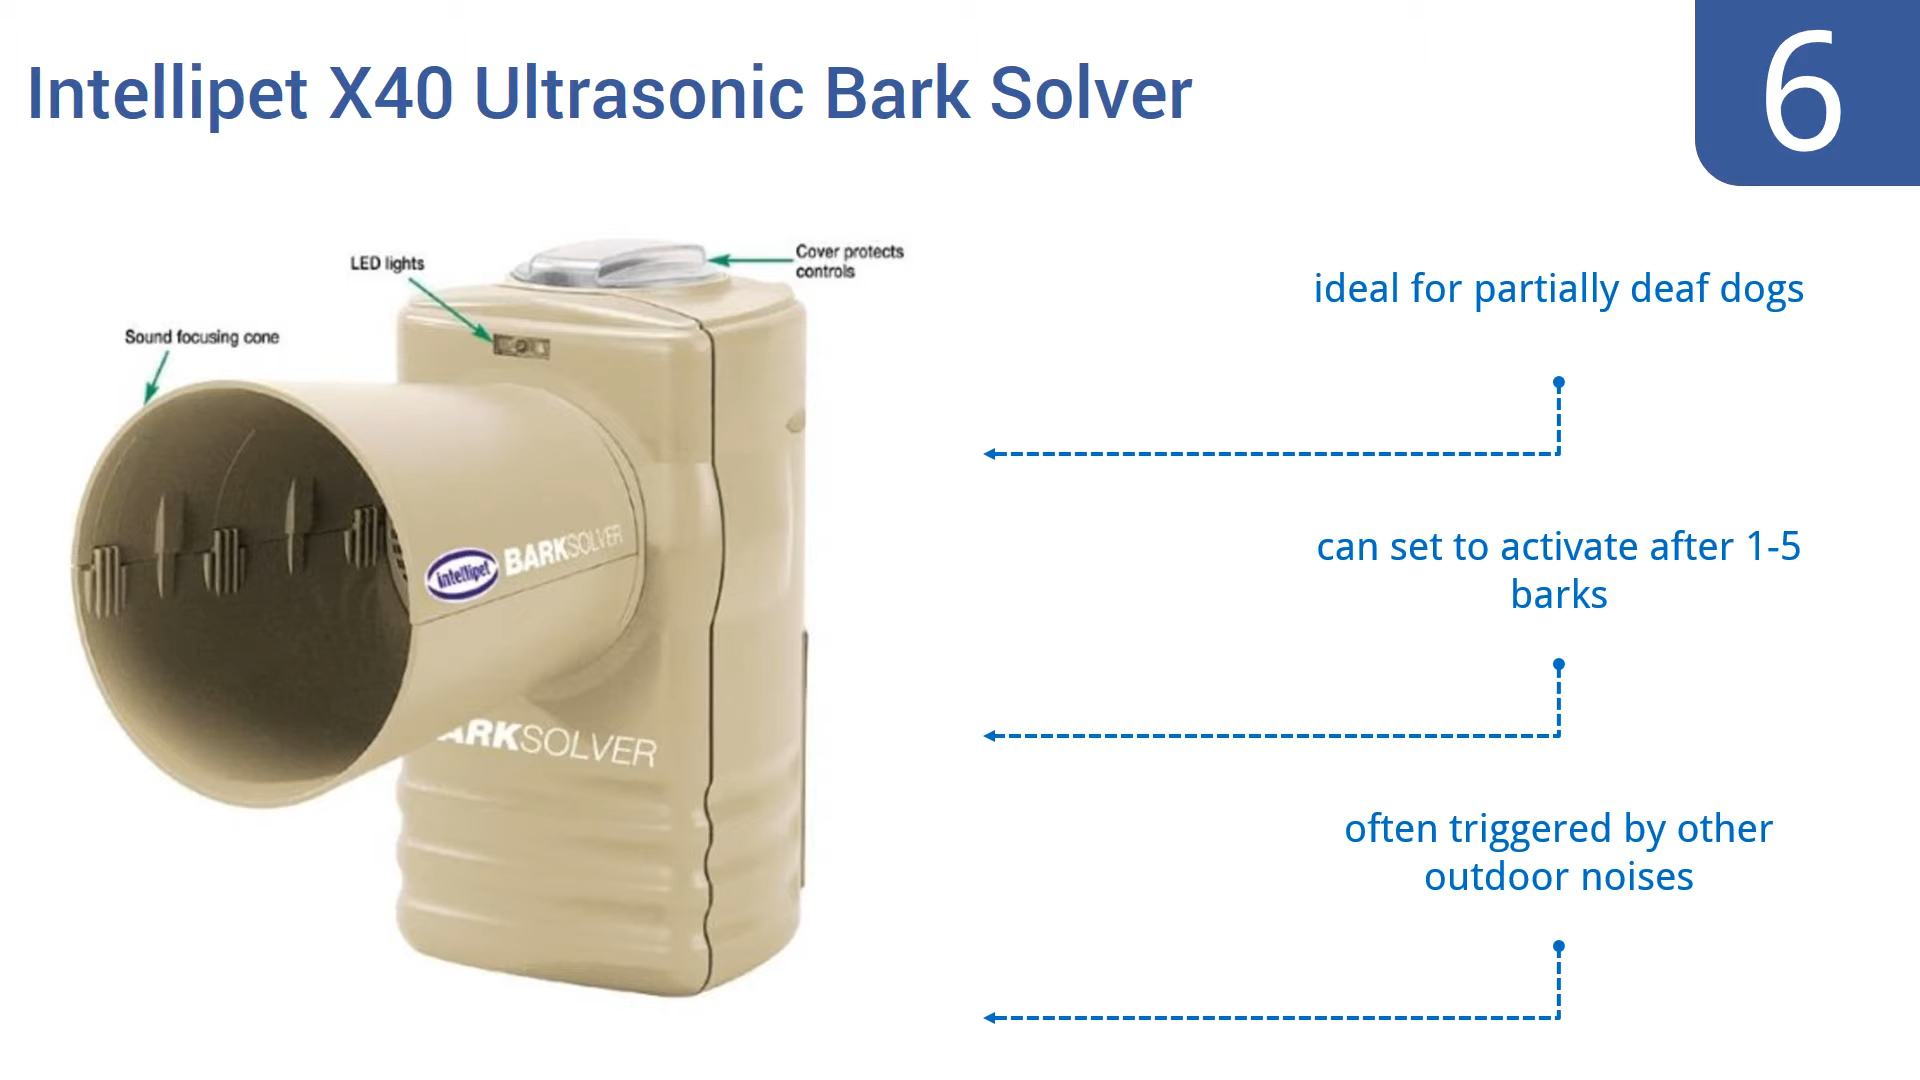 Intellipet X40 Ultrasonic Bark Solver
6
LED lights
Cover protects
controls
Sound focusing cone
intellipet BARKSOLVER
ARKSOLVER
ideal for partially deaf dogs
can set to activate after 1-5
barks
often triggered by other
outdoor noises